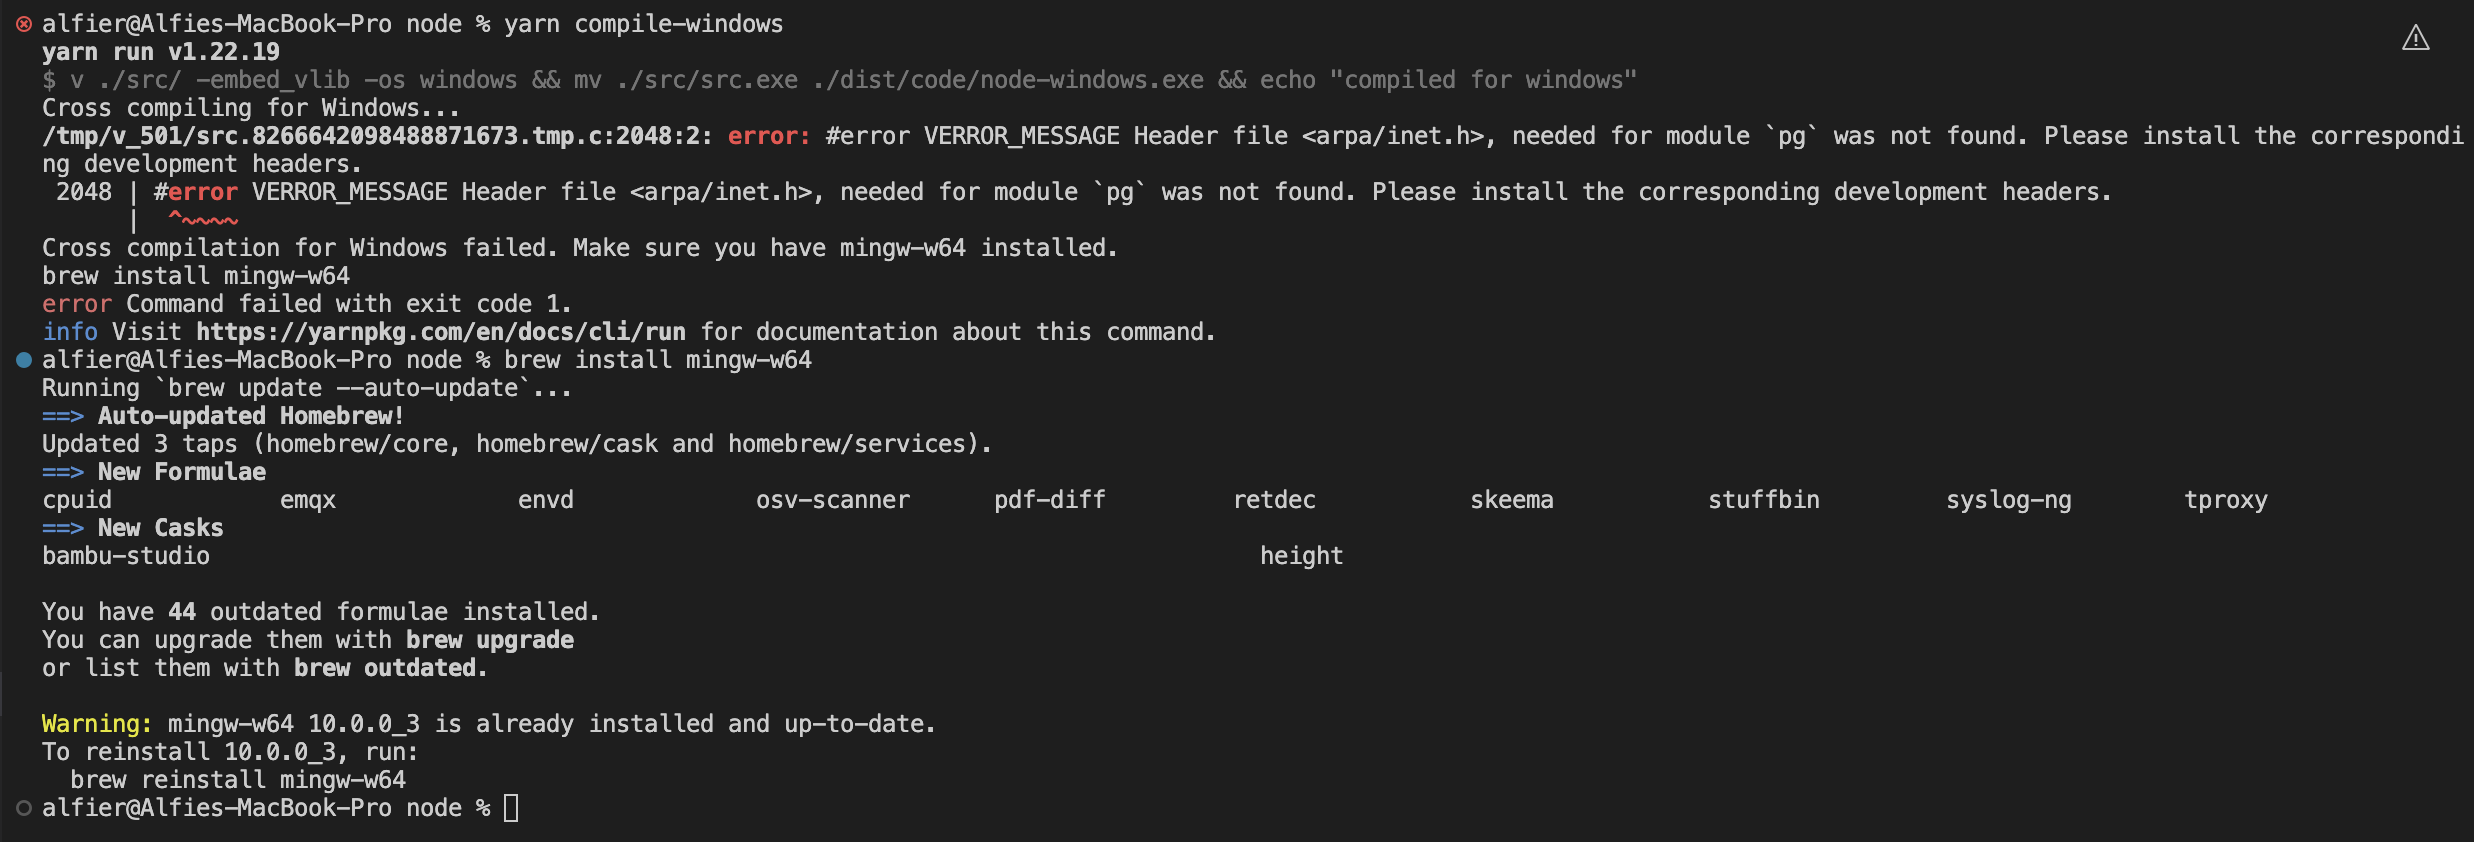 alfier@Alfies-MacBook-Pro node % yarn compile-windows
yarn run v1.22.19
$ v ./src/ -embed_vlib -os windows && mv ./src/src.exe ./dist/code/node-windows.exe && echo "compiled for windows"
Cross compiling for Windows...
/tmp/v_501/src.8266642098488871673.tmp.c:2048:2: error: #error VERROR_MESSAGE Header file <arpa/inet.h>, needed for module `pg` was not found. Please install the correspondi
ng development headers.
 2048 | #error VERROR_MESSAGE Header file <arpa/inet.h>, needed for module `pg` was not found. Please install the corresponding development headers.
      |  ^~~~~
Cross compilation for Windows failed. Make sure you have mingw-w64 installed.
brew install mingw-w64
error Command failed with exit code 1.
info Visit https://yarnpkg.com/en/docs/cli/run for documentation about this command.
alfier@Alfies-MacBook-Pro node % brew install mingw-w64
Running `brew update --auto-update`...
==> Auto-updated Homebrew!
Updated 3 taps (homebrew/core, homebrew/cask and homebrew/services).
==> New Formulae
cpuid            emqx             envd             osv-scanner      pdf-diff         retdec           skeema           stuffbin         syslog-ng        tproxy
==> New Casks
bambu-studio                                                                           height
You have 44 outdated formulae installed.
You can upgrade them with brew upgrade
or list them with brew outdated.
Warning: mingw-w64 10.0.0_3 is already installed and up-to-date.
To reinstall 10.0.0_3, run:
  brew reinstall mingw-w64
alfier@Alfies-MacBook-Pro node %